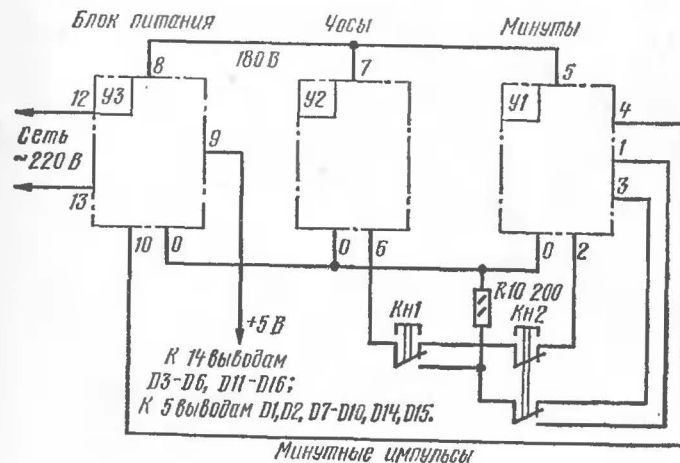 Блок питания
Часы
Минуты
180 В
8
7
5
12
У3
У2
У1
4
Сеть
~220 В
9
1
3
13
10
0
0
6
0
2
R10 200
Кн1
Кн2
+5 В
К 14 выводам
D3-D6, D11-D16;
К 5 выводам D1, D2, D7-D10, D14, D15.
Минутные импульсы